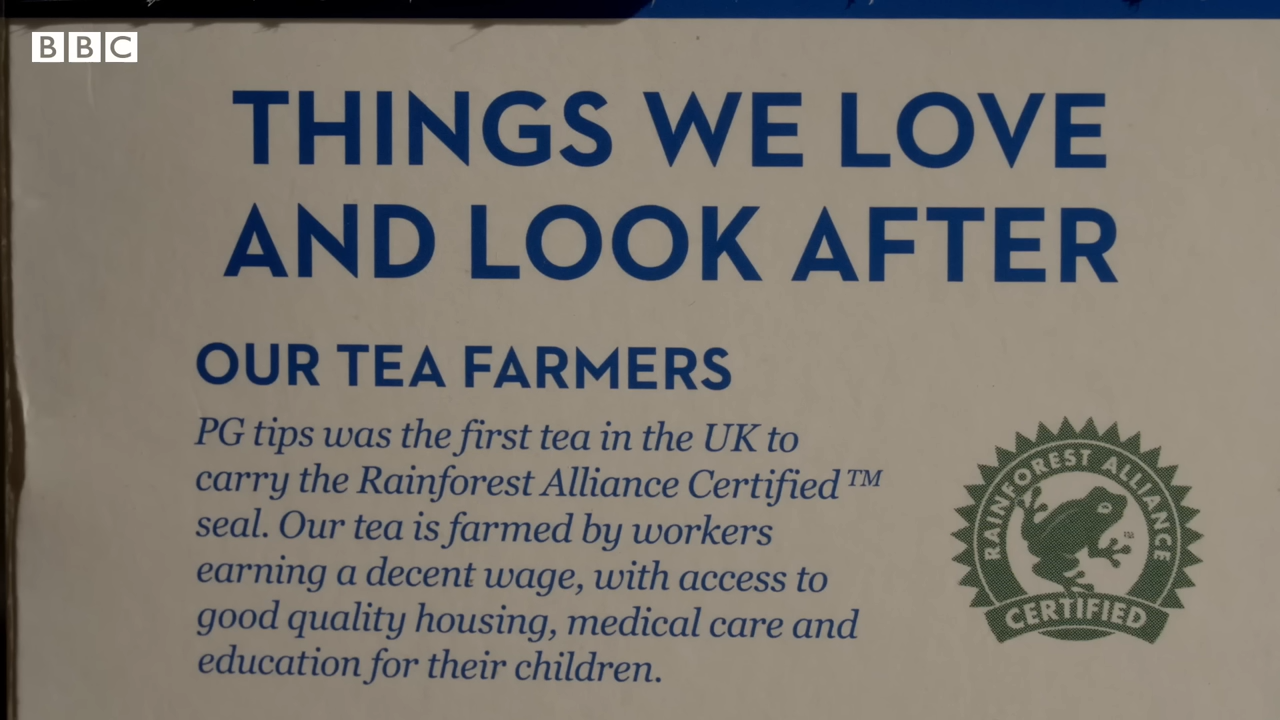 BBC
THINGS WE LOVE
AND LOOK AFTER
OUR TEA FARMERS
PG tips was the first tea in the UK to
carry the Rainforest Alliance Certified™
seal. Our tea is farmed by workers
earning a decent wage, with access to
good quality housing, medical care and
education for their children.
RAINFOREST ALLIANCE
TM
CERTIFIED